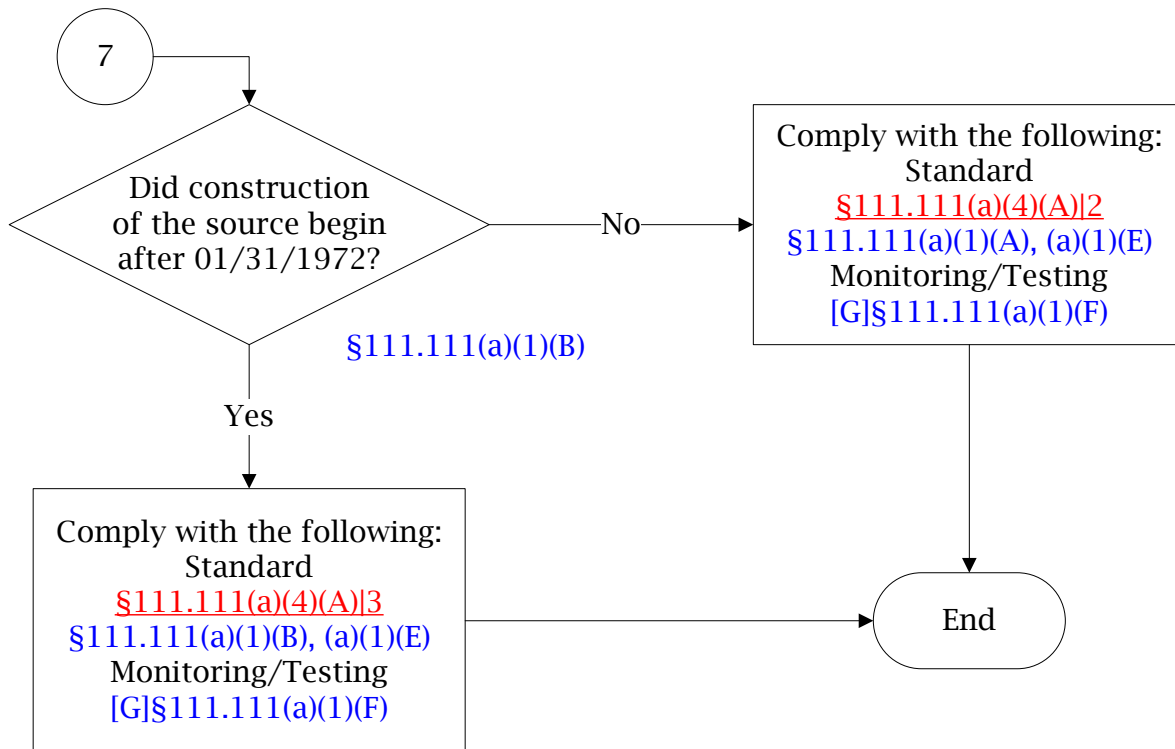 7
Did construction
of the source begin
after 01/31/1972?
No
Comply with the following:
Standard
§111.111(a)(4)(A)|2
§111.111(a)(1)(A), (a)(1)(E)
Monitoring/Testing
[G]§111.111(a)(1)(F)
§111.111(a)(1)(B)
Yes
Comply with the following:
Standard
§111.111(a)(4)(A)|3
§111.111(a)(1)(B), (a)(1)(E)
Monitoring/Testing
[G]§111.111(a)(1)(F)
End